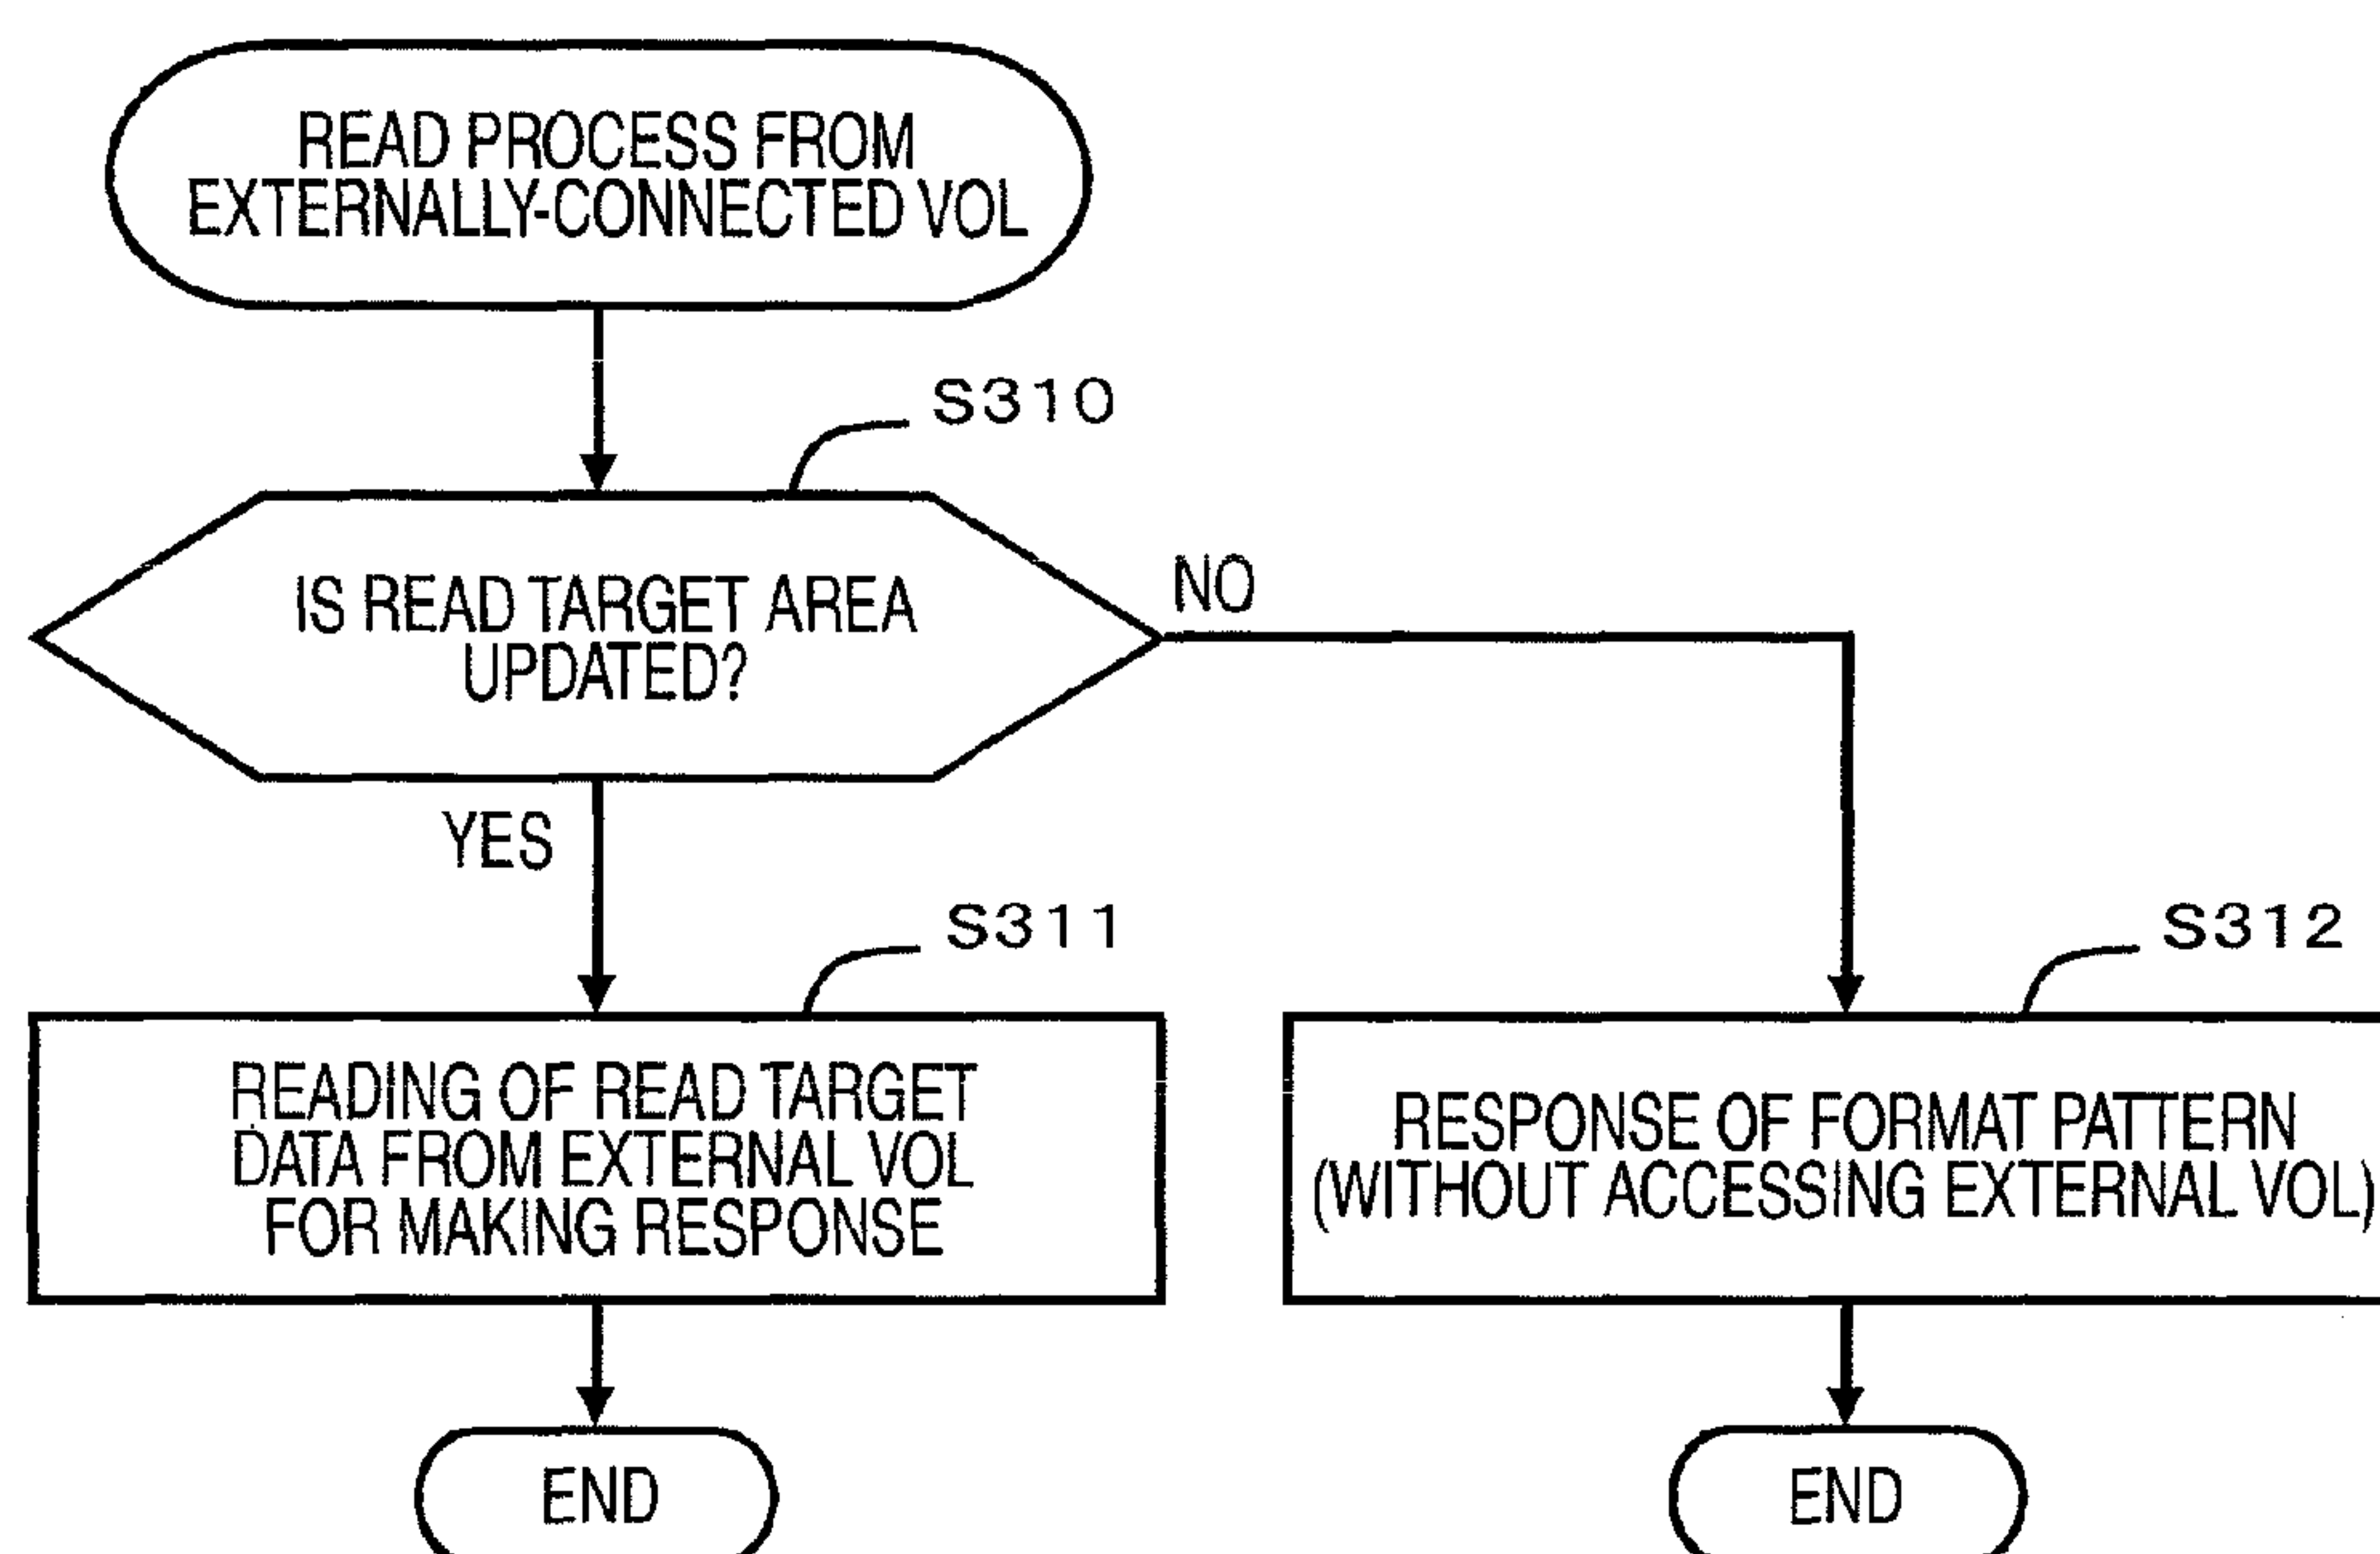 READ PROCESS FROM
EXTERNALLY-CONNECTED VOL
S310
IS READ TARGET AREA
UPDATED?
NO
YES
S311
S312
READING OF READ TARGET
DATA FROM EXTERNAL VOL
FOR MAKING RESPONSE
RESPONSE OF FORMAT PATTERN
(WITHOUT ACCESSING EXTERNAL VOL)
END
END